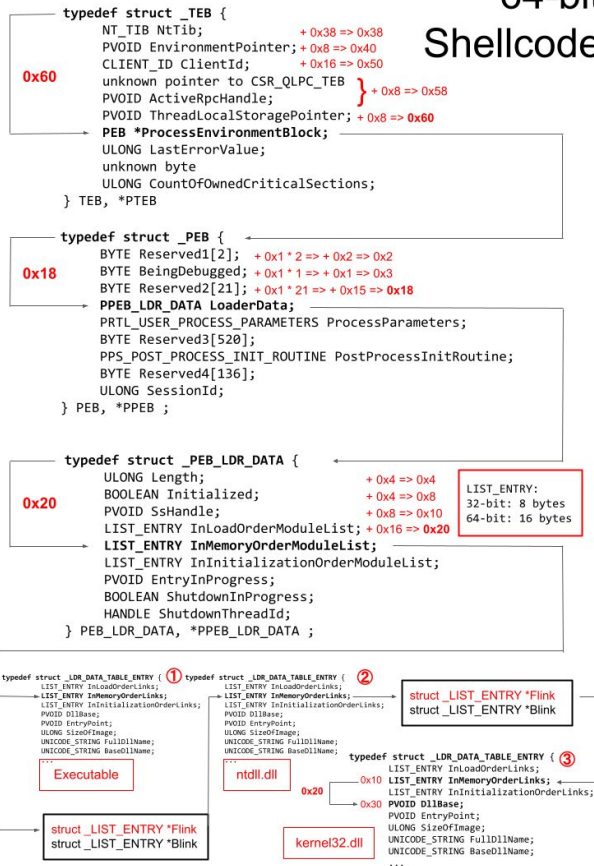 64-bit
Shellcode
typedef struct _TEB {
NT_TIB NtTib; + 0x38 => 0x38
PVOID EnvironmentPointer; + 0x8 => 0x40
CLIENT_ID ClientId; + 0x16 => 0x50
unknown pointer to CSR_QLPC_TEB
} + 0x8 => 0x58
PVOID ActiveRpcHandle;
PVOID ThreadLocalStoragePointer; + 0x8 => 0x60
0x60
PEB *ProcessEnvironmentBlock;
ULONG LastErrorValue;
unknown byte
ULONG CountOfOwnedCriticalSections;
} TEB, *PTEB
typedef struct _PEB {
BYTE Reserved1[2]; + 0x1 * 2 => + 0x2 => 0x2
BYTE BeingDebugged; + 0x1 * 1 => + 0x1 => 0x3
BYTE Reserved2[21]; + 0x1 * 21 => + 0x15 => 0x18
0x18
PPEB_LDR_DATA LoaderData;
PRTL_USER_PROCESS_PARAMETERS ProcessParameters;
BYTE Reserved3[520];
PPS_POST_PROCESS_INIT_ROUTINE PostProcessInitRoutine;
BYTE Reserved4[136];
ULONG SessionId;
} PEB, *PPEB ;
typedef struct _PEB_LDR_DATA {
ULONG Length; + 0x4 => 0x4
BOOLEAN Initialized; + 0x4 => 0x8
PVOID SsHandle; + 0x8 => 0x10
LIST_ENTRY InLoadOrderModuleList; + 0x16 => 0x20
0x20
LIST_ENTRY InMemoryOrderModuleList;
LIST_ENTRY InInitializationOrderModuleList;
PVOID EntryInProgress;
BOOLEAN ShutdownInProgress;
HANDLE ShutdownThreadId;
} PEB_LDR_DATA, *PPEB_LDR_DATA ;
LIST_ENTRY:
32-bit: 8 bytes
64-bit: 16 bytes
typedef struct _LDR_DATA_TABLE_ENTRY { 1
LIST_ENTRY InLoadOrderLinks;
LIST_ENTRY InMemoryOrderLinks;
LIST_ENTRY InInitializationOrderLinks;
PVOID DllBase;
PVOID EntryPoint;
ULONG SizeOfImage;
UNICODE_STRING FullDllName;
UNICODE_STRING BaseDllName;
...
Executable
struct _LIST_ENTRY *Flink
struct _LIST_ENTRY *Blink
typedef struct _LDR_DATA_TABLE_ENTRY { 2
LIST_ENTRY InLoadOrderLinks;
LIST_ENTRY InMemoryOrderLinks;
LIST_ENTRY InInitializationOrderLinks;
PVOID DllBase;
PVOID EntryPoint;
ULONG SizeOfImage;
UNICODE_STRING FullDllName;
UNICODE_STRING BaseDllName;
...
ntdll.dll
struct _LIST_ENTRY *Flink
struct _LIST_ENTRY *Blink
typedef struct _LDR_DATA_TABLE_ENTRY { 3
LIST_ENTRY InLoadOrderLinks;
0x10 LIST_ENTRY InMemoryOrderLinks;
0x20
LIST_ENTRY InInitializationOrderLinks;
0x30 PVOID DllBase;
PVOID EntryPoint;
ULONG SizeOfImage;
UNICODE_STRING FullDllName;
UNICODE_STRING BaseDllName;
...
kernel32.dll